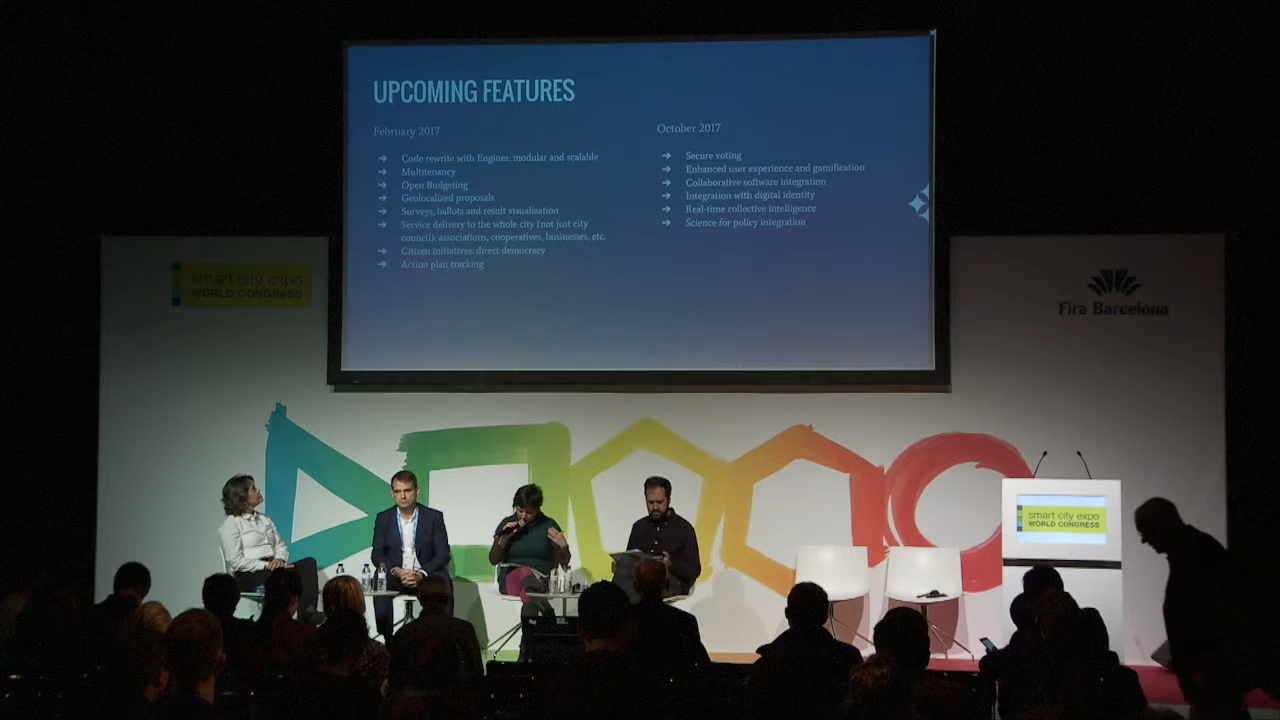 UPCOMING FEATURES
February 2017
➔ Code rewrite with Engines: modular and scalable
➔ Multitenancy
➔ Open Budgeting
➔ Geolocalized proposals
➔ Surveys, ballots and result visualization
➔ Service delivery to the whole city (not just city
council): associations, cooperatives, businesses, etc.
➔ Citizen initiatives: direct democracy
➔ Action plan tracking
October 2017
➔ Secure voting
➔ Enhanced user experience and gamification
➔ Collaborative software integration
➔ Integration with digital identity
➔ Real-time collective intelligence
➔ Science for policy integration
smart city expo
WORLD CONGRESS
Fira Barcelona
smart city expo
WORLD CONGRESS